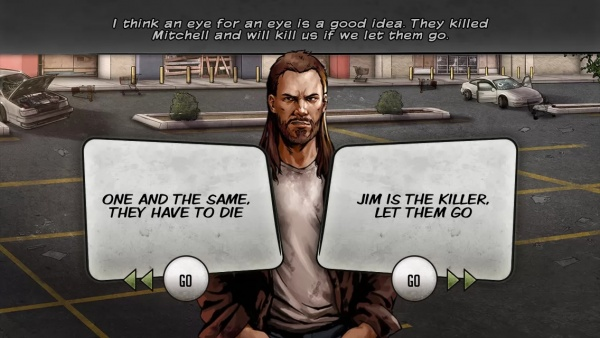 I think an eye for an eye is a good idea. They killed
Mitchell and will kill us if we let them go.
ONE AND THE SAME,
THEY HAVE TO DIE
JIM IS THE KILLER,
LET THEM GO
GO
GO